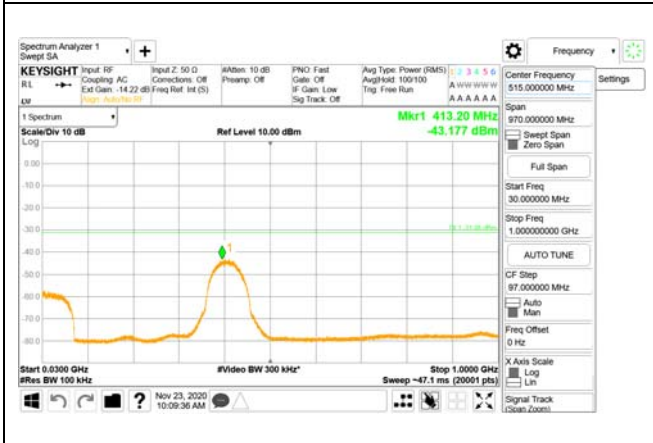 Spectrum Analyzer 1
Swept SA
+
Frequency
KEYSIGHT
Input: RF
Coupling: AC
Ext Gain: -14.22 dB
Align: Auto/No RF
Input Z: 50 Ω
Corrections: Off
Freq Ref: Int (S)
#Atten: 10 dB
Preamp: Off
PNO: Fast
Gate: Off
IF Gain: Low
Sig Track: Off
Avg Type: Power (RMS)
Avg|Hold: 100/100
Trig: Free Run
1 2 3 4 5 6
A W W W W W
A A A A A A
RL
1 Spectrum
Scale/Div 10 dB
Ref Level 10.00 dBm
Mkr1 413.20 MHz
-43.177 dBm
Log
0.00
-10.0
-20.0
-30.0
-40.0
-50.0
-60.0
-70.0
-80.0
1
Start 0.0300 GHz
#Res BW 100 kHz
#Video BW 300 kHz*
Stop 1.0000 GHz
Sweep ~47.1 ms (20001 pts)
?
Nov 23, 2020
10:09:36 AM
Center Frequency
515.000000 MHz
Settings
Span
970.000000 MHz
Swept Span
Zero Span
Full Span
Start Freq
30.000000 MHz
Stop Freq
1.000000000 GHz
AUTO TUNE
CF Step
97.000000 MHz
Auto
Man
Freq Offset
0 Hz
X Axis Scale
Log
Lin
Signal Track
(Span Zoom)